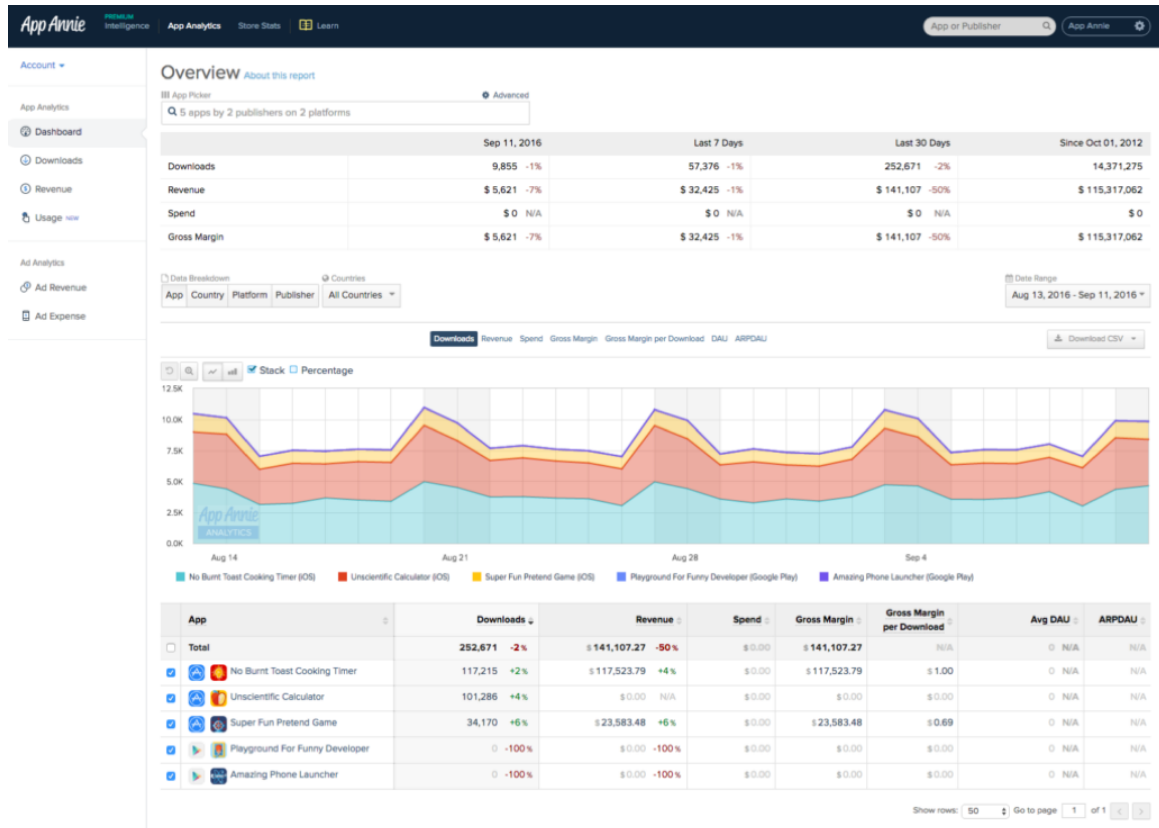 App Annie PREMIUM Intelligence App Analytics Store Stats Learn App or Publisher App Annie
Account
App Analytics
Dashboard
Downloads
Revenue
Usage NEW
Ad Analytics
Ad Revenue
Ad Expense
Overview About this report
App Picker Advanced
5 apps by 2 publishers on 2 platforms
Sep 11, 2016 Last 7 Days Last 30 Days Since Oct 01, 2012
Downloads 9,855 -1% 57,376 -1% 252,671 -2% 14,371,275
Revenue $ 5,621 -7% $ 32,425 -1% $ 141,107 -50% $ 115,317,062
Spend $ 0 N/A $ 0 N/A $ 0 N/A $ 0
Gross Margin $ 5,621 -7% $ 32,425 -1% $ 141,107 -50% $ 115,317,062
Data Breakdown Countries Date Range
App Country Platform Publisher All Countries Aug 13, 2016 - Sep 11, 2016
Downloads Revenue Spend Gross Margin Gross Margin per Download DAU ARPDAU Download CSV
Stack Percentage
12.5K
10.0K
7.5K
5.0K
2.5K
0.0K
App Annie
ANALYTICS
Aug 14 Aug 21 Aug 28 Sep 4
No Burnt Toast Cooking Timer (iOS) Unscientific Calculator (iOS) Super Fun Pretend Game (iOS) Playground For Funny Developer (Google Play) Amazing Phone Launcher (Google Play)
App Downloads Revenue Spend Gross Margin Gross Margin per Download Avg DAU ARPDAU
Total 252,671 -2% $ 141,107.27 -50% $ 0.00 $ 141,107.27 N/A 0 N/A N/A
No Burnt Toast Cooking Timer 117,215 +2% $ 117,523.79 +4% $ 0.00 $ 117,523.79 $ 1.00 0 N/A N/A
Unscientific Calculator 101,286 +4% $ 0.00 N/A $ 0.00 $ 0.00 $ 0.00 0 N/A N/A
Super Fun Pretend Game 34,170 +6% $ 23,583.48 +6% $ 0.00 $ 23,583.48 $ 0.69 0 N/A N/A
Playground For Funny Developer 0 -100% $ 0.00 -100% $ 0.00 $ 0.00 $ 0.00 0 N/A N/A
Amazing Phone Launcher 0 -100% $ 0.00 -100% $ 0.00 $ 0.00 $ 0.00 0 N/A N/A
Show rows: 50 Go to page 1 of 1